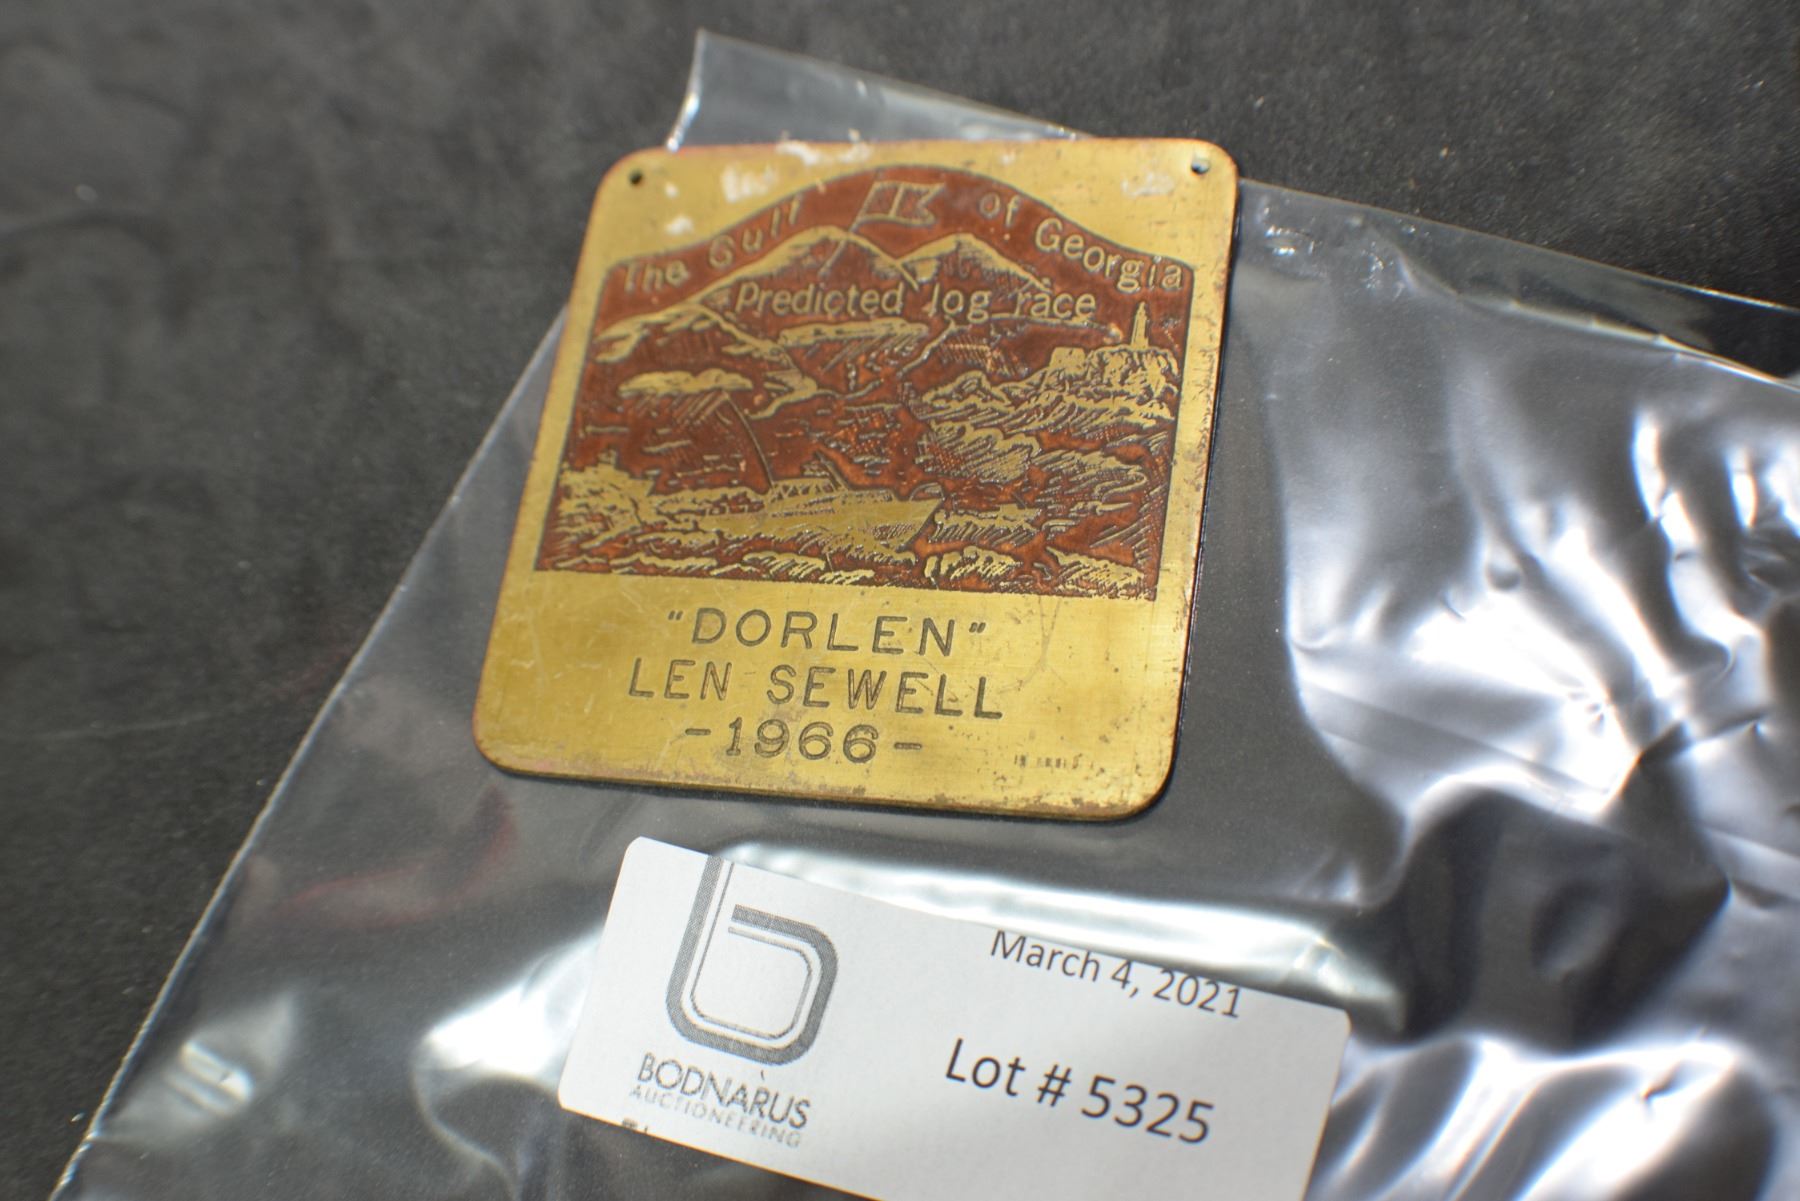 The Gulf of Georgia
Predicted log race
"DORLEN"
LEN SEWELL
-1966-
March 4, 2021
Lot # 5325
BODNARUS
AUCTIONEERING